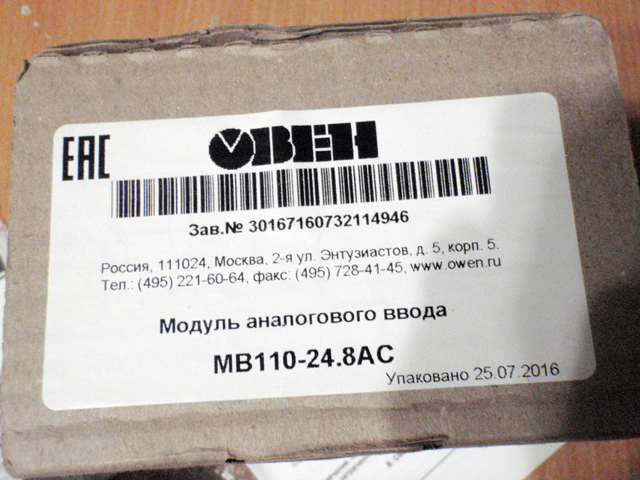 EAC
ОВЕН
Зав.№ 30167160732114946
Россия, 111024, Москва, 2-я ул. Энтузиастов, д. 5, корп. 5.
Тел.: (495) 221-60-64, факс: (495) 728-41-45, www.owen.ru
Модуль аналогового ввода
МВ110-24.8АС
Упаковано 25.07.2016